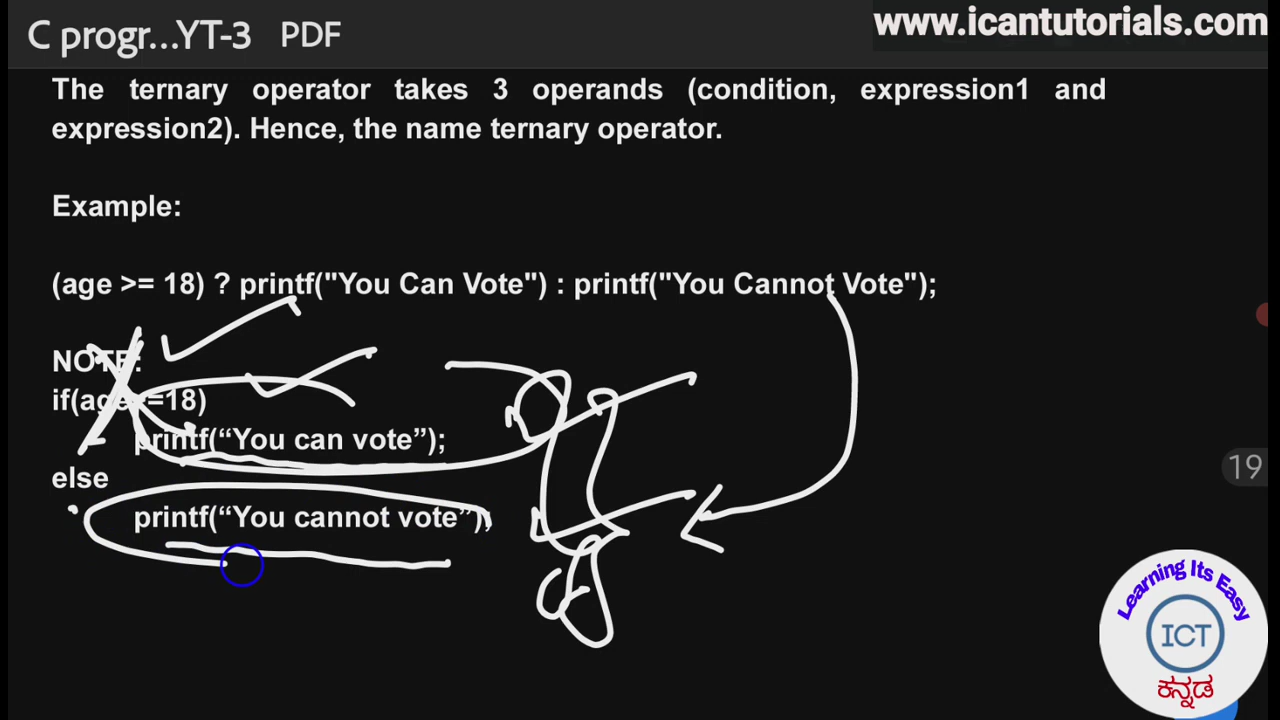 C progr...YT-3 PDF
www.icantutorials.com
The ternary operator takes 3 operands (condition, expression1 and
expression2). Hence, the name ternary operator.
Example:
(age >= 18) ? printf("You Can Vote") : printf("You Cannot Vote");
NOTE:
if(age>=18)
printf(“You can vote”);
else
printf(“You cannot vote”);
19
Learning Its Easy
ICT
ಕನ್ನಡ